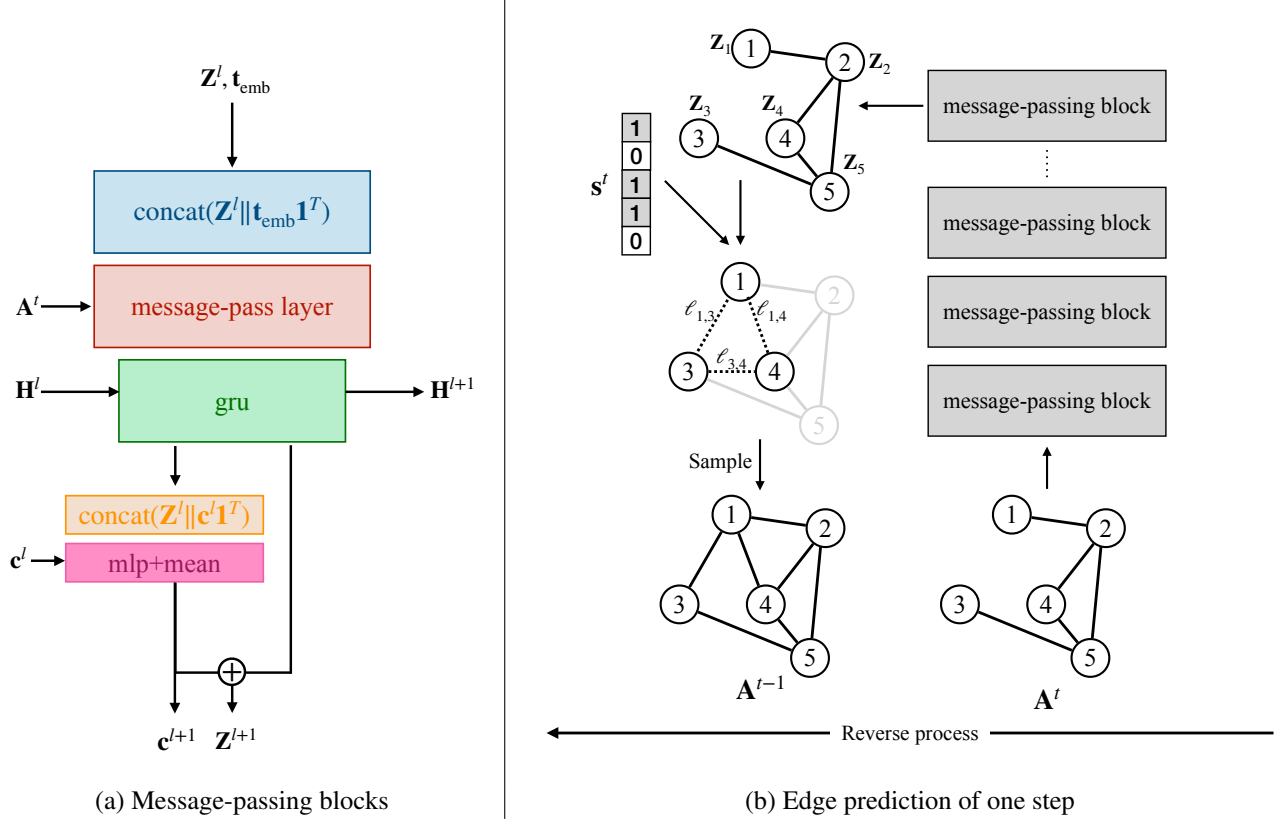 Z^l, t_emb
concat(Z^l||t_emb 1^T)
A^t
message-pass layer
H^l
gru
H^{l+1}
concat(Z^l||c^l 1^T)
c^l
mlp+mean
c^{l+1}
Z^{l+1}
(a) Message-passing blocks
Z_1
1
2
Z_2
Z_3
Z_4
3
4
Z_5
5
s^t
1
0
1
1
0
1
2
ℓ_{1,3}
ℓ_{1,4}
ℓ_{3,4}
3
4
5
Sample
1
2
3
4
5
A^{t−1}
message-passing block
message-passing block
message-passing block
message-passing block
1
2
3
4
5
A^t
Reverse process
(b) Edge prediction of one step